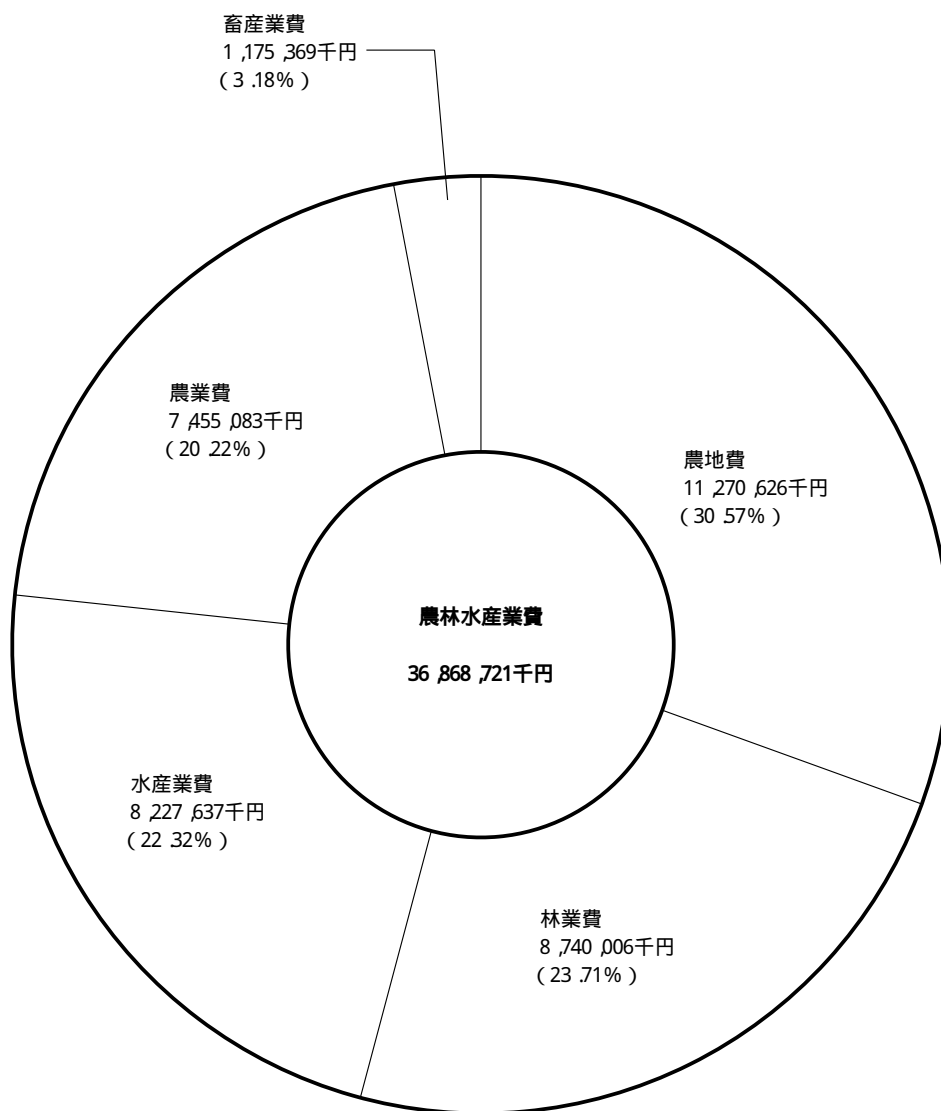 畜産業費
1,175,369千円
(3.18%)
農業費
7,455,083千円
(20.22%)
農地費
11,270,626千円
(30.57%)
農林水産業費
36,868,721千円
水産業費
8,227,637千円
(22.32%)
林業費
8,740,006千円
(23.71%)